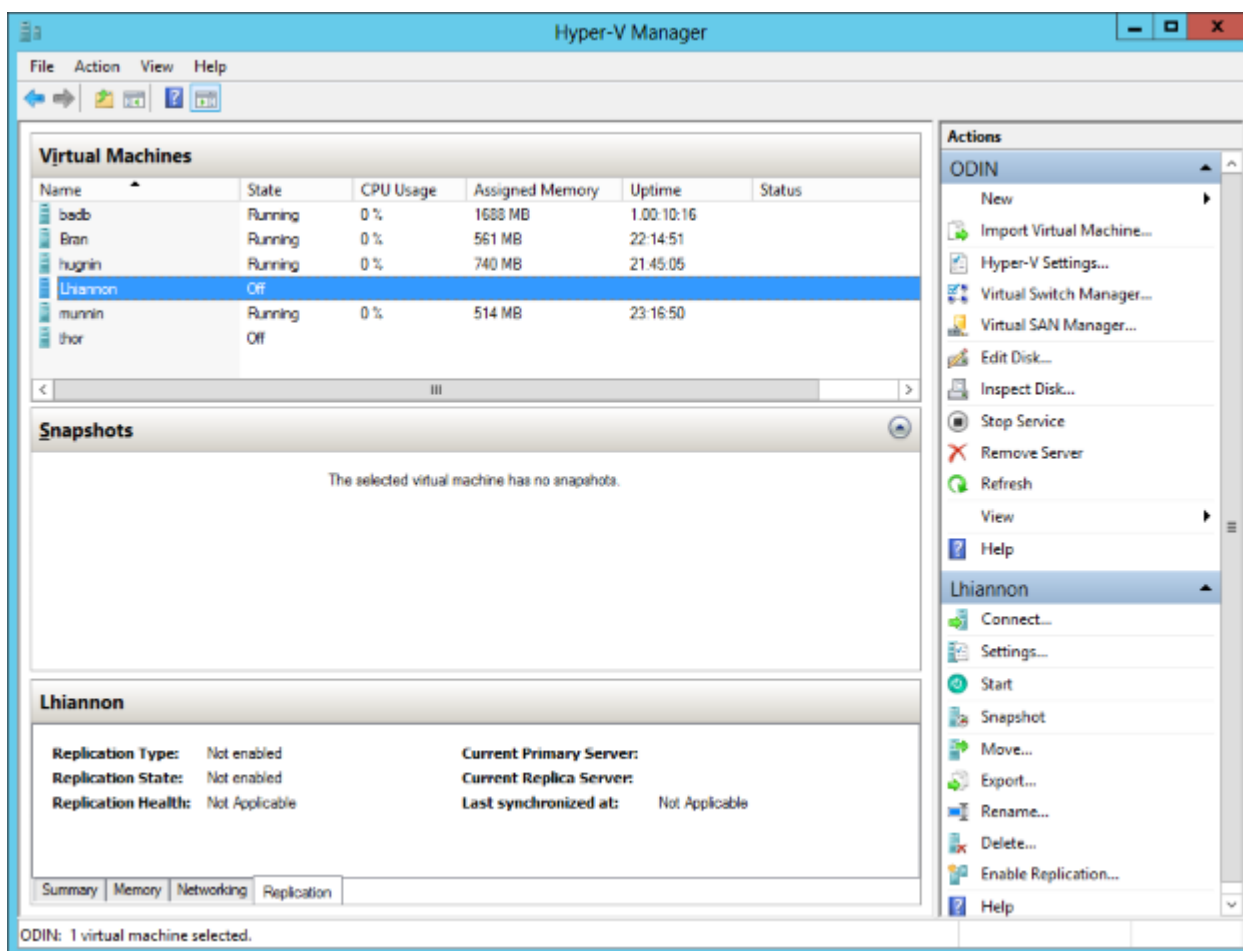 Hyper-V Manager
File Action View Help
Virtual Machines
Name State CPU Usage Assigned Memory Uptime Status
badb Running 0 % 1688 MB 1.00:10:16
Bran Running 0 % 561 MB 22:14:51
hugnin Running 0 % 740 MB 21:45:05
Lhiannon Off
munnin Running 0 % 514 MB 23:16:50
thor Off
Snapshots
The selected virtual machine has no snapshots.
Lhiannon
Replication Type: Not enabled Current Primary Server:
Replication State: Not enabled Current Replica Server:
Replication Health: Not Applicable Last synchronized at: Not Applicable
Summary Memory Networking Replication
Actions
ODIN
New
Import Virtual Machine...
Hyper-V Settings...
Virtual Switch Manager...
Virtual SAN Manager...
Edit Disk...
Inspect Disk...
Stop Service
Remove Server
Refresh
View
Help
Lhiannon
Connect...
Settings...
Start
Snapshot
Move...
Export...
Rename...
Delete...
Enable Replication...
Help
ODIN: 1 virtual machine selected.